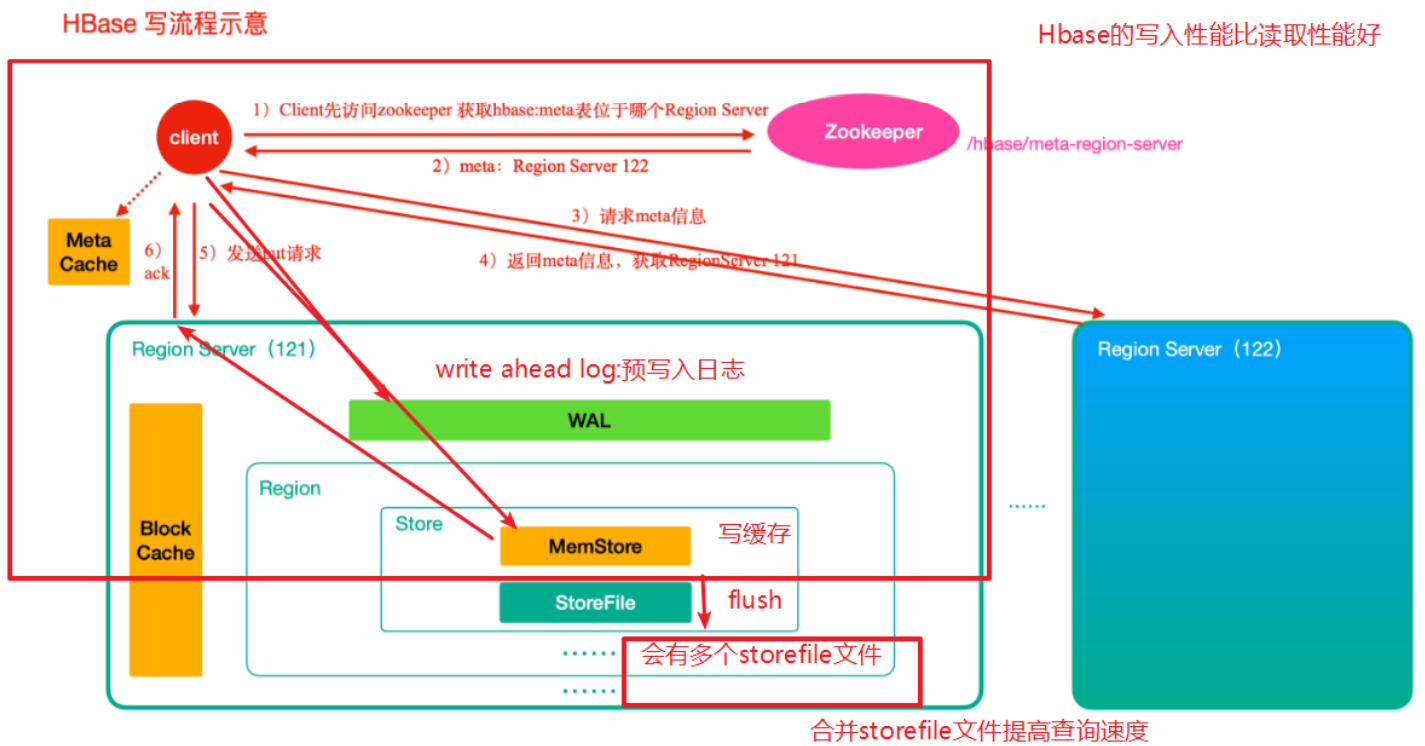 HBase 写流程示意
Hbase的写入性能比读取性能好
1）Client先访问zookeeper 获取hbase:meta表位于哪个Region Server
client
Zookeeper
/hbase/meta-region-server
2）meta：Region Server 122
3）请求meta信息
Meta
Cache
6）
ack
5）发送put请求
4）返回meta信息，获取RegionServer 121
Region Server（121）
Region Server（122）
write ahead log:预写入日志
WAL
Region
Store
写缓存
Block
Cache
MemStore
StoreFile
flush
······
······
会有多个storefile文件
······
合并storefile文件提高查询速度